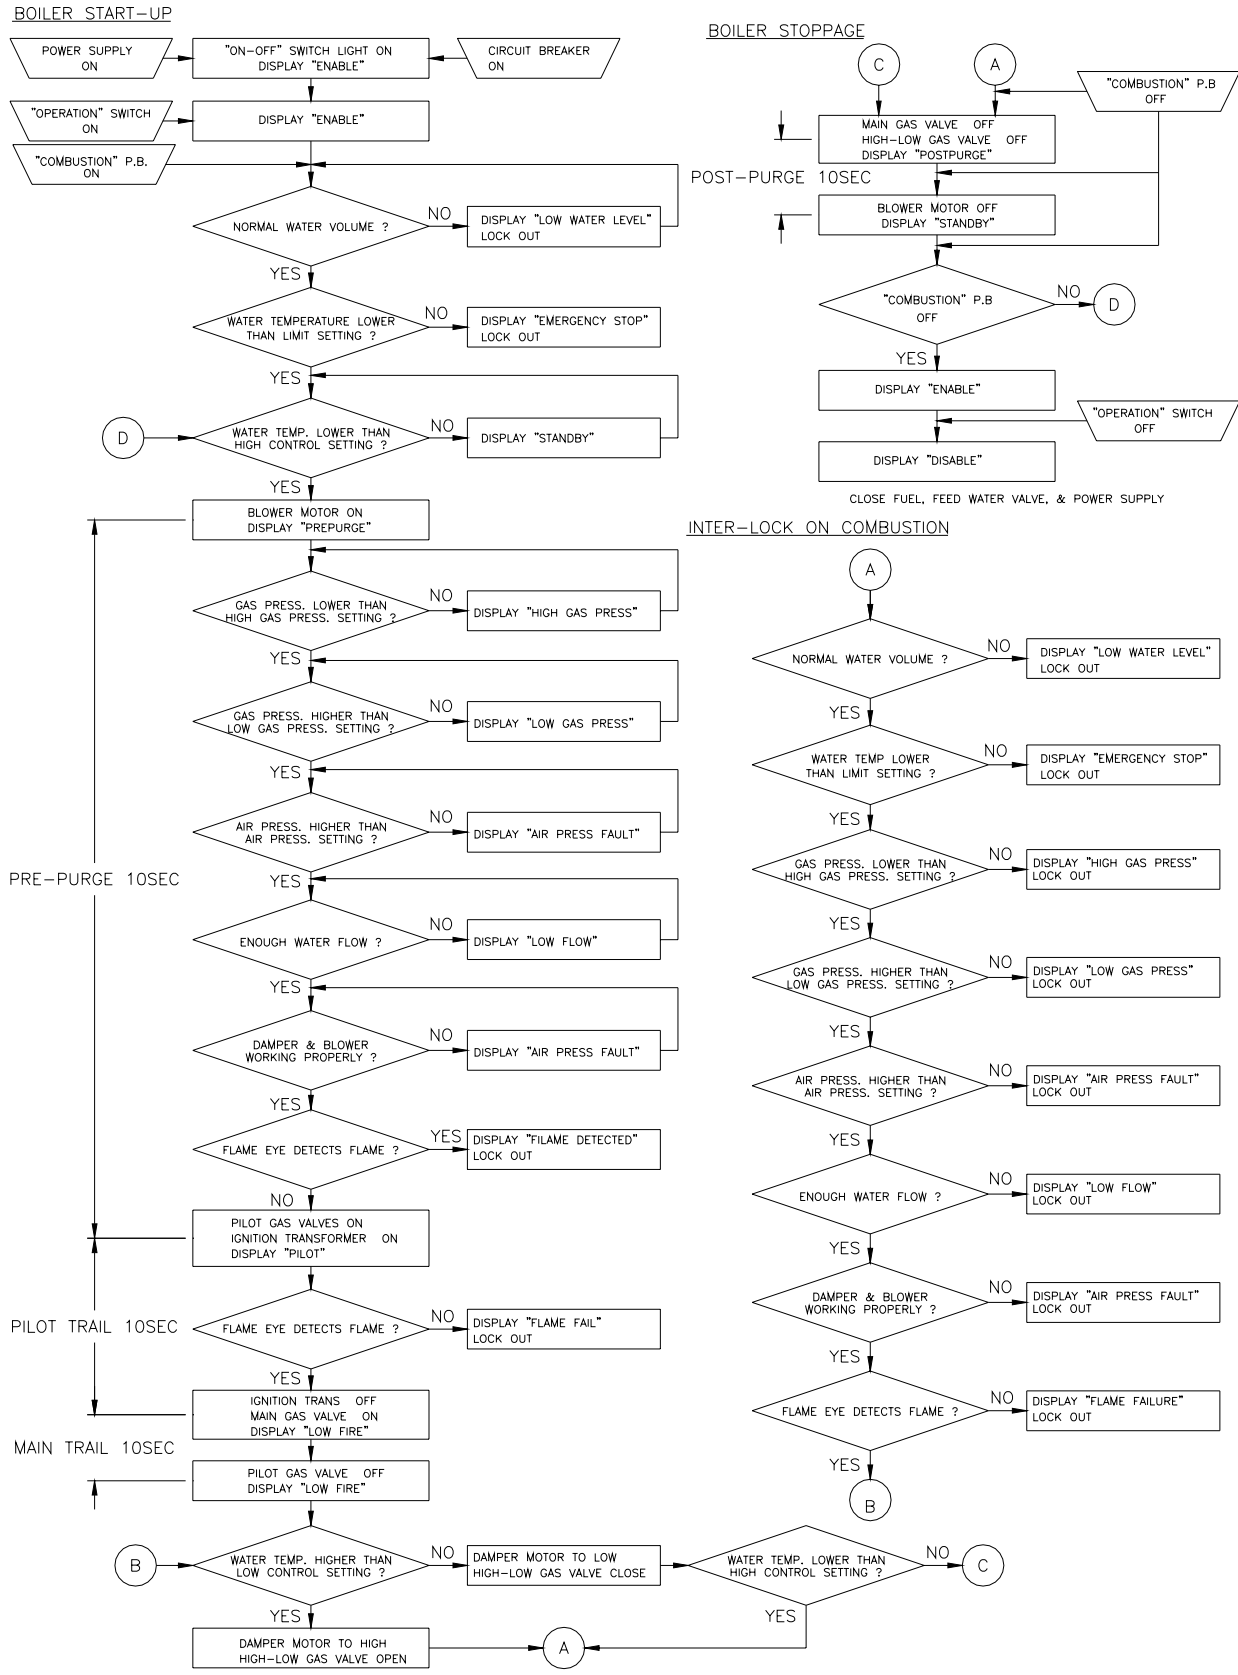 BOILER START-UP
POWER SUPPLY
ON
"ON-OFF" SWITCH LIGHT ON
DISPLAY "ENABLE"
CIRCUIT BREAKER
ON
"OPERATION" SWITCH
ON
DISPLAY "ENABLE"
"COMBUSTION" P.B.
ON
NORMAL WATER VOLUME ?
NO
DISPLAY "LOW WATER LEVEL"
LOCK OUT
YES
WATER TEMPERATURE LOWER
THAN LIMIT SETTING ?
NO
DISPLAY "EMERGENCY STOP"
LOCK OUT
YES
D
WATER TEMP. LOWER THAN
HIGH CONTROL SETTING ?
NO
DISPLAY "STANDBY"
YES
BLOWER MOTOR ON
DISPLAY "PREPURGE"
GAS PRESS. LOWER THAN
HIGH GAS PRESS. SETTING ?
NO
DISPLAY "HIGH GAS PRESS"
YES
GAS PRESS. HIGHER THAN
LOW GAS PRESS. SETTING ?
NO
DISPLAY "LOW GAS PRESS"
YES
AIR PRESS. HIGHER THAN
AIR PRESS. SETTING ?
NO
DISPLAY "AIR PRESS FAULT"
PRE-PURGE 10SEC
YES
ENOUGH WATER FLOW ?
NO
DISPLAY "LOW FLOW"
YES
DAMPER & BLOWER
WORKING PROPERLY ?
NO
DISPLAY "AIR PRESS FAULT"
YES
FLAME EYE DETECTS FLAME ?
YES
DISPLAY "FILAME DETECTED"
LOCK OUT
NO
PILOT GAS VALVES ON
IGNITION TRANSFORMER ON
DISPLAY "PILOT"
PILOT TRAIL 10SEC
FLAME EYE DETECTS FLAME ?
NO
DISPLAY "FLAME FAIL"
LOCK OUT
YES
IGNITION TRANS OFF
MAIN GAS VALVE ON
DISPLAY "LOW FIRE"
MAIN TRAIL 10SEC
PILOT GAS VALVE OFF
DISPLAY "LOW FIRE"
B
WATER TEMP. HIGHER THAN
LOW CONTROL SETTING ?
NO
DAMPER MOTOR TO LOW
HIGH-LOW GAS VALVE CLOSE
WATER TEMP. LOWER THAN
HIGH CONTROL SETTING ?
NO
C
YES
YES
DAMPER MOTOR TO HIGH
HIGH-LOW GAS VALVE OPEN
A
BOILER STOPPAGE
C
A
"COMBUSTION" P.B
OFF
MAIN GAS VALVE OFF
HIGH-LOW GAS VALVE OFF
DISPLAY "POSTPURGE"
POST-PURGE 10SEC
BLOWER MOTOR OFF
DISPLAY "STANDBY"
"COMBUSTION" P.B
OFF
NO
D
YES
DISPLAY "ENABLE"
"OPERATION" SWITCH
OFF
DISPLAY "DISABLE"
CLOSE FUEL, FEED WATER VALVE, & POWER SUPPLY
INTER-LOCK ON COMBUSTION
A
NORMAL WATER VOLUME ?
NO
DISPLAY "LOW WATER LEVEL"
LOCK OUT
YES
WATER TEMP LOWER
THAN LIMIT SETTING ?
NO
DISPLAY "EMERGENCY STOP"
LOCK OUT
YES
GAS PRESS. LOWER THAN
HIGH GAS PRESS. SETTING ?
NO
DISPLAY "HIGH GAS PRESS"
LOCK OUT
YES
GAS PRESS. HIGHER THAN
LOW GAS PRESS. SETTING ?
NO
DISPLAY "LOW GAS PRESS"
LOCK OUT
YES
AIR PRESS. HIGHER THAN
AIR PRESS. SETTING ?
NO
DISPLAY "AIR PRESS FAULT"
LOCK OUT
YES
ENOUGH WATER FLOW ?
NO
DISPLAY "LOW FLOW"
LOCK OUT
YES
DAMPER & BLOWER
WORKING PROPERLY ?
NO
DISPLAY "AIR PRESS FAULT"
LOCK OUT
YES
FLAME EYE DETECTS FLAME ?
NO
DISPLAY "FLAME FAILURE"
LOCK OUT
YES
B